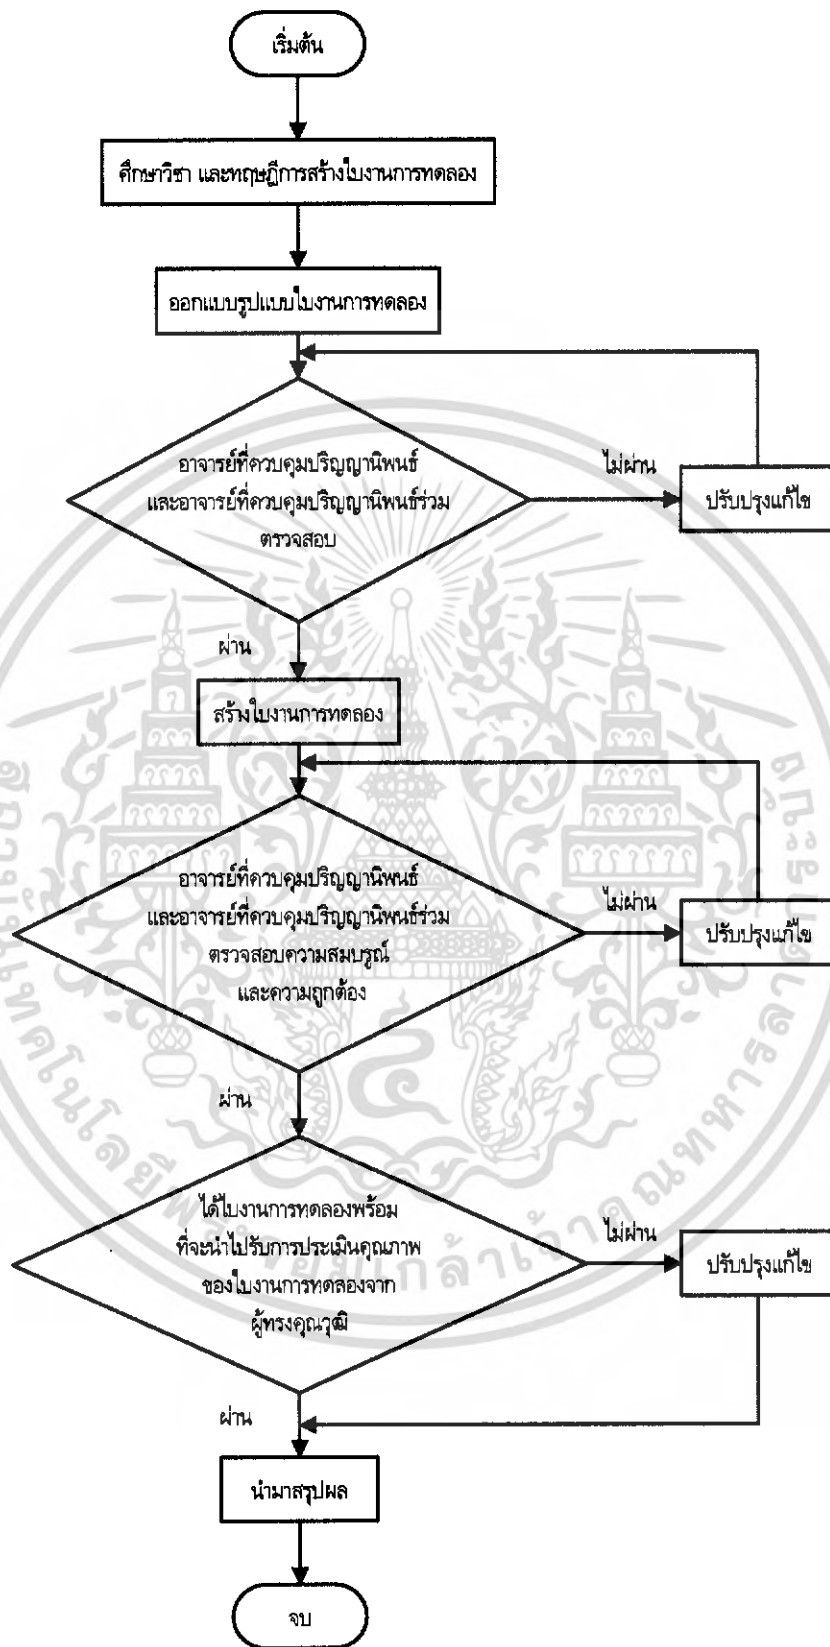 เริ่มต้น
ศึกษาวิชา และทฤษฎีการสร้างใบงานการทดลอง
ออกแบบรูปแบบใบงานการทดลอง
อาจารย์ที่ควบคุมปริญญานิพนธ์
และอาจารย์ที่ควบคุมปริญญานิพนธ์ร่วม
ตรวจสอบ
ไม่ผ่าน
ปรับปรุงแก้ไข
ผ่าน
สร้างใบงานการทดลอง
อาจารย์ที่ควบคุมปริญญานิพนธ์
และอาจารย์ที่ควบคุมปริญญานิพนธ์ร่วม
ตรวจสอบความสมบรูณ์
และความถูกต้อง
ไม่ผ่าน
ปรับปรุงแก้ไข
ผ่าน
ได้ใบงานการทดลองพร้อม
ที่จะนำไปรับการประเมินคุณภาพ
ของใบงานการทดลองจาก
ผู้ทรงคุณวุฒิ
ไม่ผ่าน
ปรับปรุงแก้ไข
ผ่าน
นำมาสรุปผล
จบ